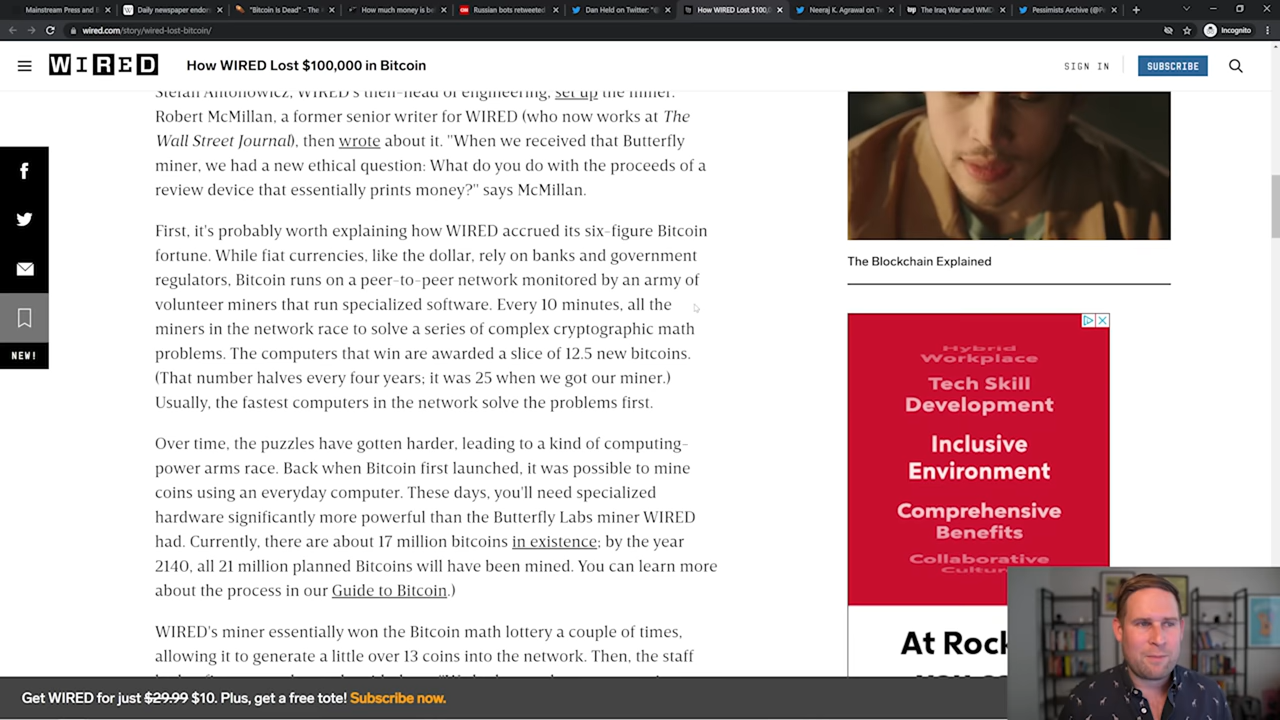 Mainstream Press and
Daily newspaper endor
"Bitcoin Is Dead" - The
How much money is be
Russian bots retweeted
Dan Held on Twitter: "@
How WIRED Lost $100,
Neeraj K. Agrawal on T
The Iraq War and WMD
Pessimists Archive (@P
wired.com/story/wired-lost-bitcoin/
Incognito
WIRED
How WIRED Lost $100,000 in Bitcoin
SIGN IN
SUBSCRIBE
Stefan Antonowicz, WIRED's then-head of engineering, set up the miner.
Robert McMillan, a former senior writer for WIRED (who now works at The
Wall Street Journal), then wrote about it. "When we received that Butterfly
miner, we had a new ethical question: What do you do with the proceeds of a
review device that essentially prints money?" says McMillan.
First, it's probably worth explaining how WIRED accrued its six-figure Bitcoin
fortune. While fiat currencies, like the dollar, rely on banks and government
regulators, Bitcoin runs on a peer-to-peer network monitored by an army of
volunteer miners that run specialized software. Every 10 minutes, all the
miners in the network race to solve a series of complex cryptographic math
problems. The computers that win are awarded a slice of 12.5 new bitcoins.
(That number halves every four years; it was 25 when we got our miner.)
Usually, the fastest computers in the network solve the problems first.
Over time, the puzzles have gotten harder, leading to a kind of computing-
power arms race. Back when Bitcoin first launched, it was possible to mine
coins using an everyday computer. These days, you'll need specialized
hardware significantly more powerful than the Butterfly Labs miner WIRED
had. Currently, there are about 17 million bitcoins in existence; by the year
2140, all 21 million planted Bitcoins will have been mined. You can learn more
about the process in our Guide to Bitcoin.)
WIRED's miner essentially won the Bitcoin math lottery a couple of times,
allowing it to generate a little over 13 coins into the network. Then, the staff
NEW!
The Blockchain Explained
Hybrid
Workplace
Tech Skill
Development
Inclusive
Environment
Comprehensive
Benefits
Collaborative
At Rock
Get WIRED for just $29.99 $10. Plus, get a free tote! Subscribe now.